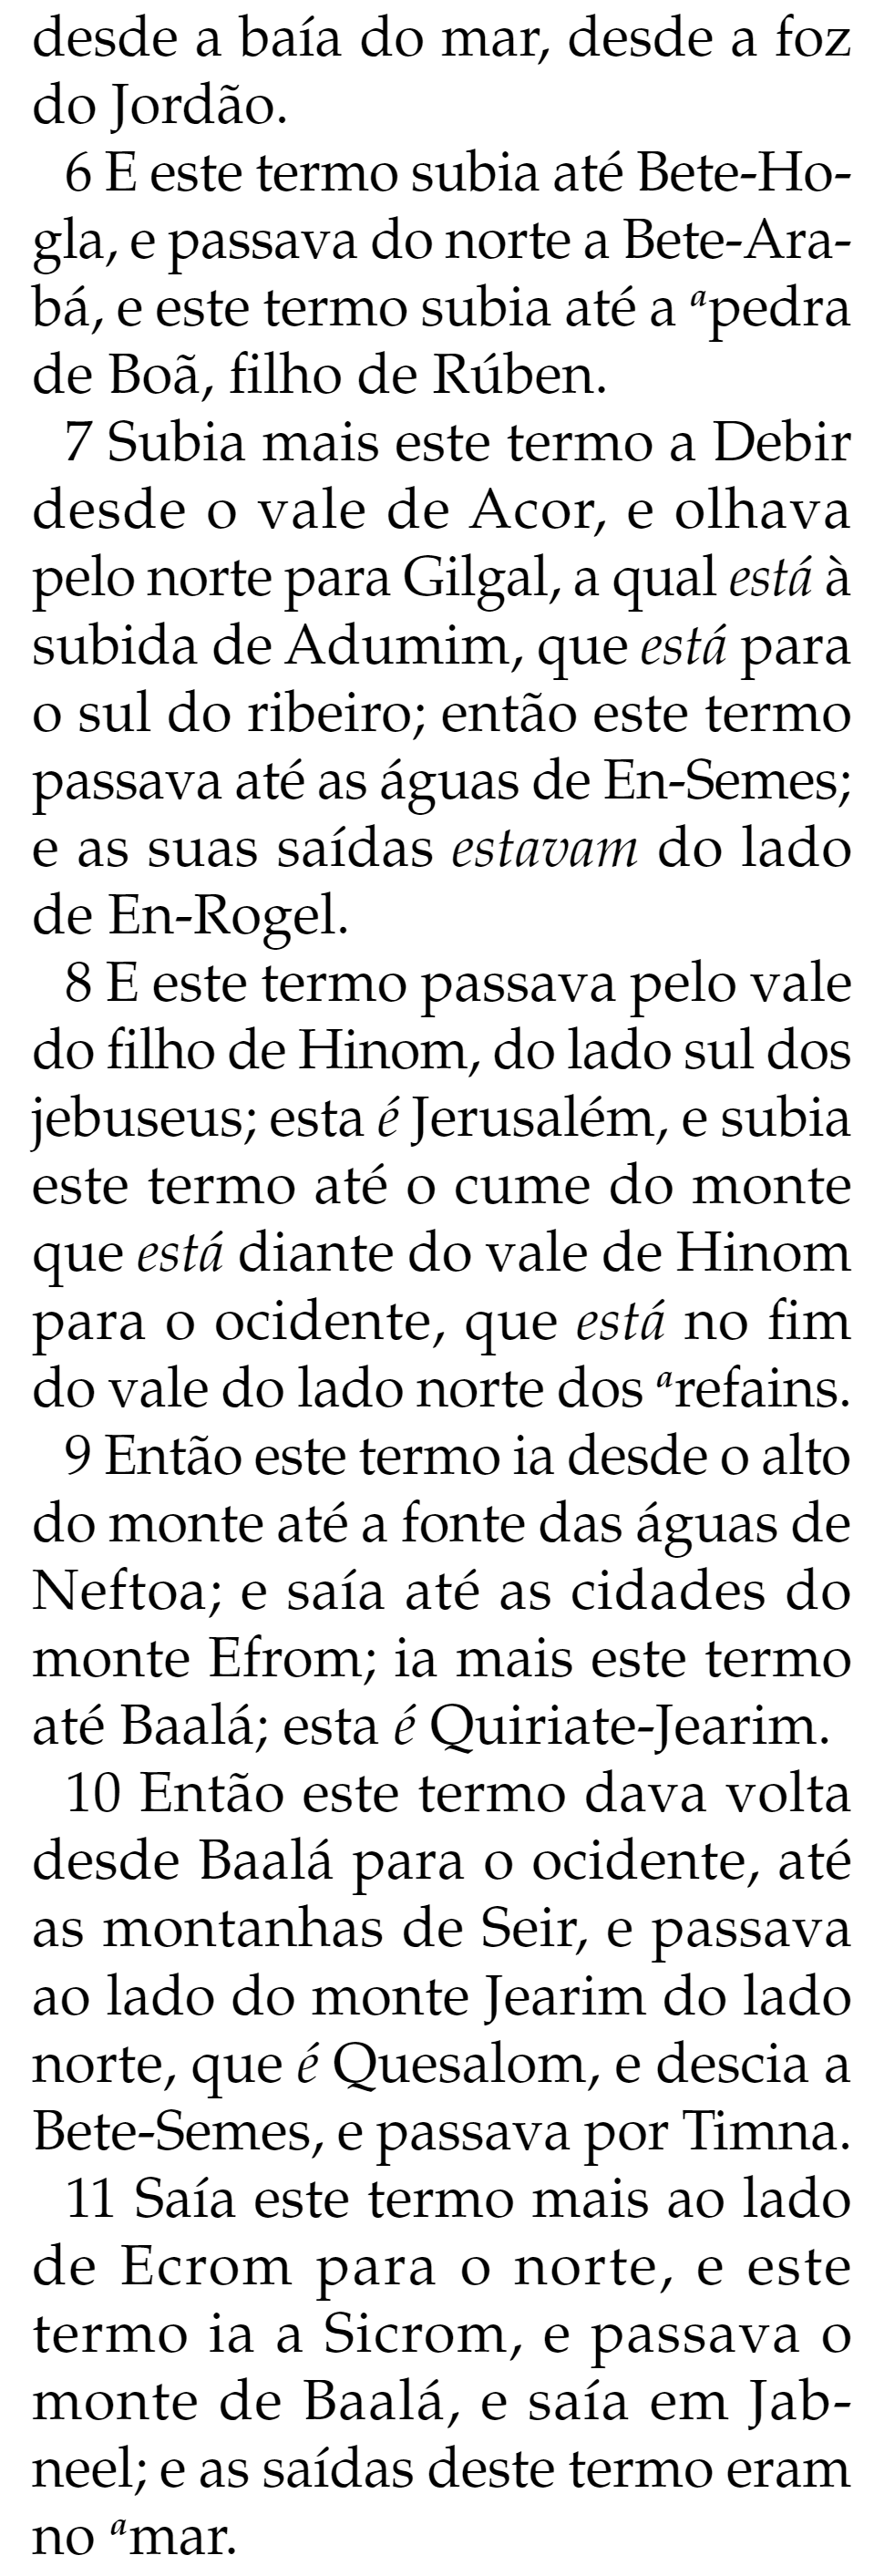 desde a baía do mar, desde a foz
do Jordão.
6 E este termo subia até Bete-Ho-
gla, e passava do norte a Bete-Ara-
bá, e este termo subia até a ᵃpedra
de Boã, filho de Rúben.
7 Subia mais este termo a Debir
desde o vale de Acor, e olhava
pelo norte para Gilgal, a qual está à
subida de Adumim, que está para
o sul do ribeiro; então este termo
passava até as águas de En-Semes;
e as suas saídas estavam do lado
de En-Rogel.
8 E este termo passava pelo vale
do filho de Hinom, do lado sul dos
jebuseus; esta é Jerusalém, e subia
este termo até o cume do monte
que está diante do vale de Hinom
para o ocidente, que está no fim
do vale do lado norte dos ᵃrefains.
9 Então este termo ia desde o alto
do monte até a fonte das águas de
Neftoa; e saía até as cidades do
monte Efrom; ia mais este termo
até Baalá; esta é Quiriate-Jearim.
10 Então este termo dava volta
desde Baalá para o ocidente, até
as montanhas de Seir, e passava
ao lado do monte Jearim do lado
norte, que é Quesalom, e descia a
Bete-Semes, e passava por Timna.
11 Saía este termo mais ao lado
de Ecrom para o norte, e este
termo ia a Sicrom, e passava o
monte de Baalá, e saía em Jab-
neel; e as saídas deste termo eram
no ᵃmar.